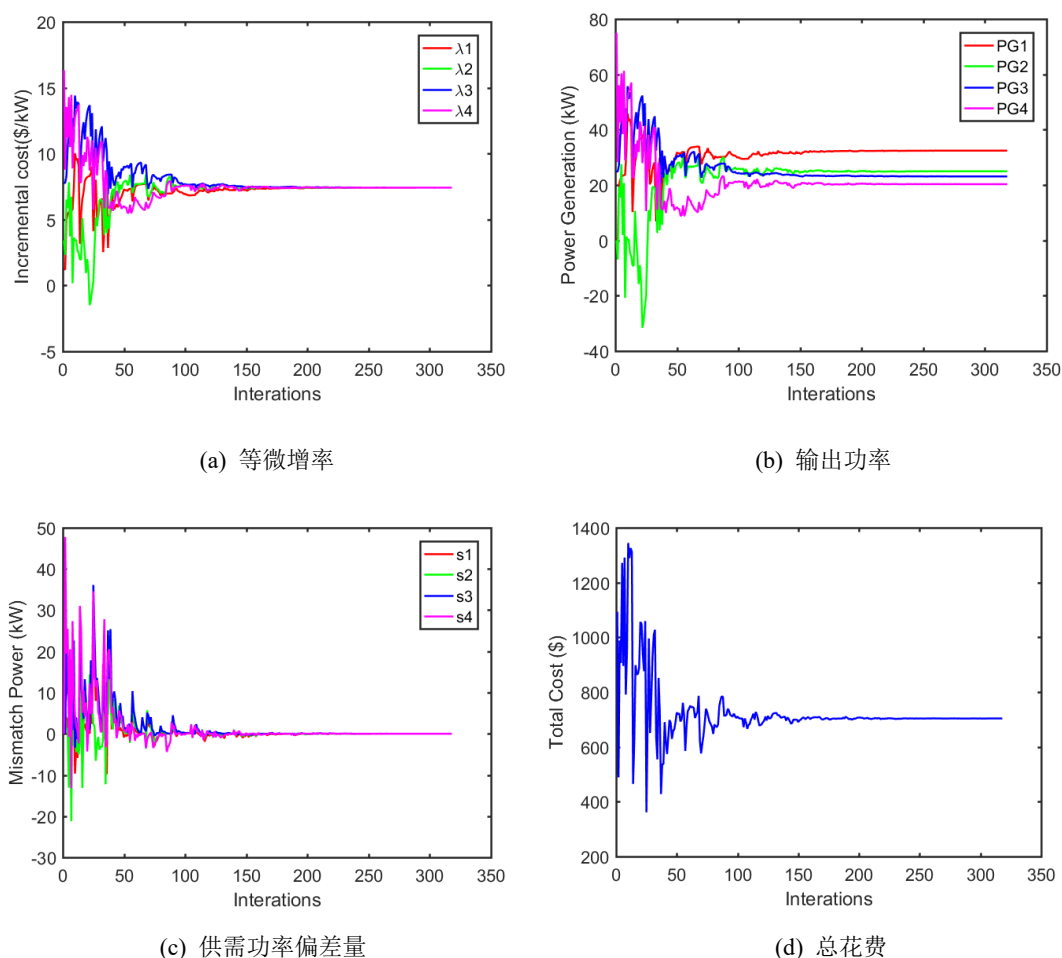 20
15
10
5
0
-5
Incremental cost($/kW)
λ1
λ2
λ3
λ4
0 50 100 150 200 250 300 350
Interations
(a) 等微增率
80
60
40
20
0
-20
-40
Power Generation (kW)
PG1
PG2
PG3
PG4
0 50 100 150 200 250 300 350
Interations
(b) 输出功率
50
40
30
20
10
0
-10
-20
-30
Mismatch Power (kW)
s1
s2
s3
s4
0 50 100 150 200 250 300 350
Interations
(c) 供需功率偏差量
1400
1200
1000
800
600
400
200
Total Cost ($)
0 50 100 150 200 250 300 350
Interations
(d) 总花费